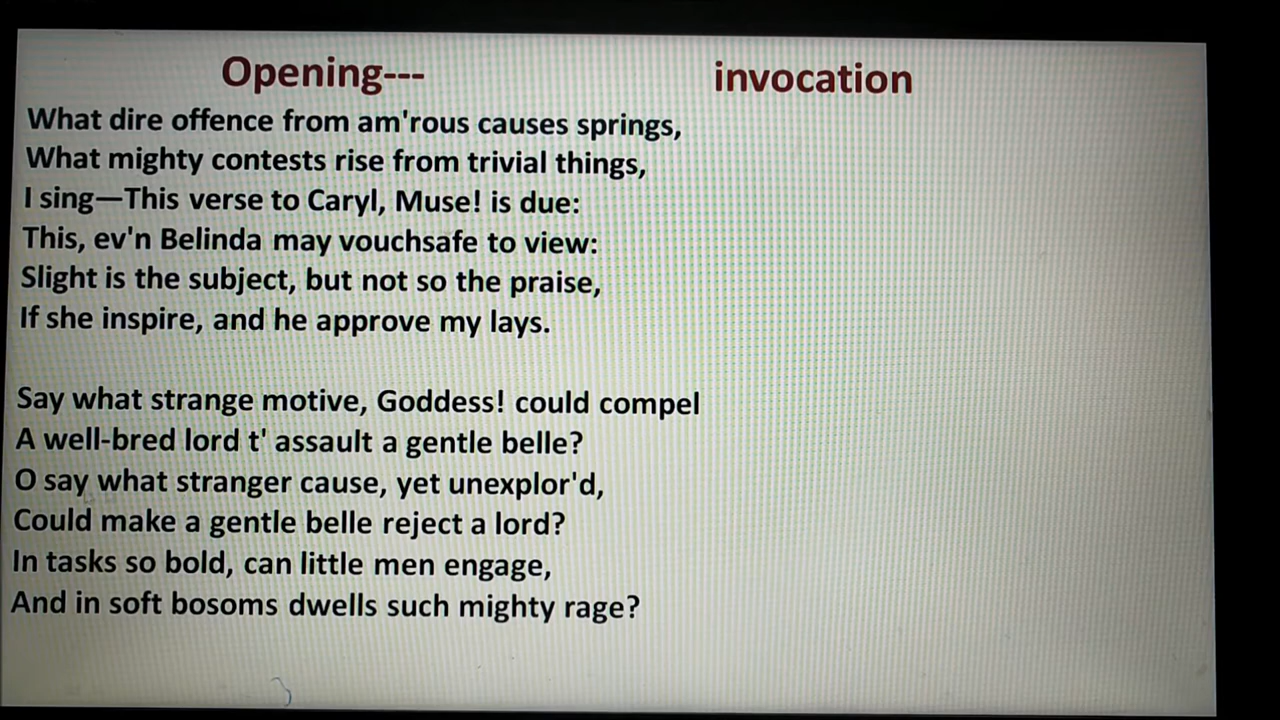 Opening--- invocation
What dire offence from am'rous causes springs,
What mighty contests rise from trivial things,
I sing—This verse to Caryl, Muse! is due:
This, ev'n Belinda may vouchsafe to view:
Slight is the subject, but not so the praise,
If she inspire, and he approve my lays.
Say what strange motive, Goddess! could compel
A well-bred lord t' assault a gentle belle?
O say what stranger cause, yet unexplor'd,
Could make a gentle belle reject a lord?
In tasks so bold, can little men engage,
And in soft bosoms dwells such mighty rage?